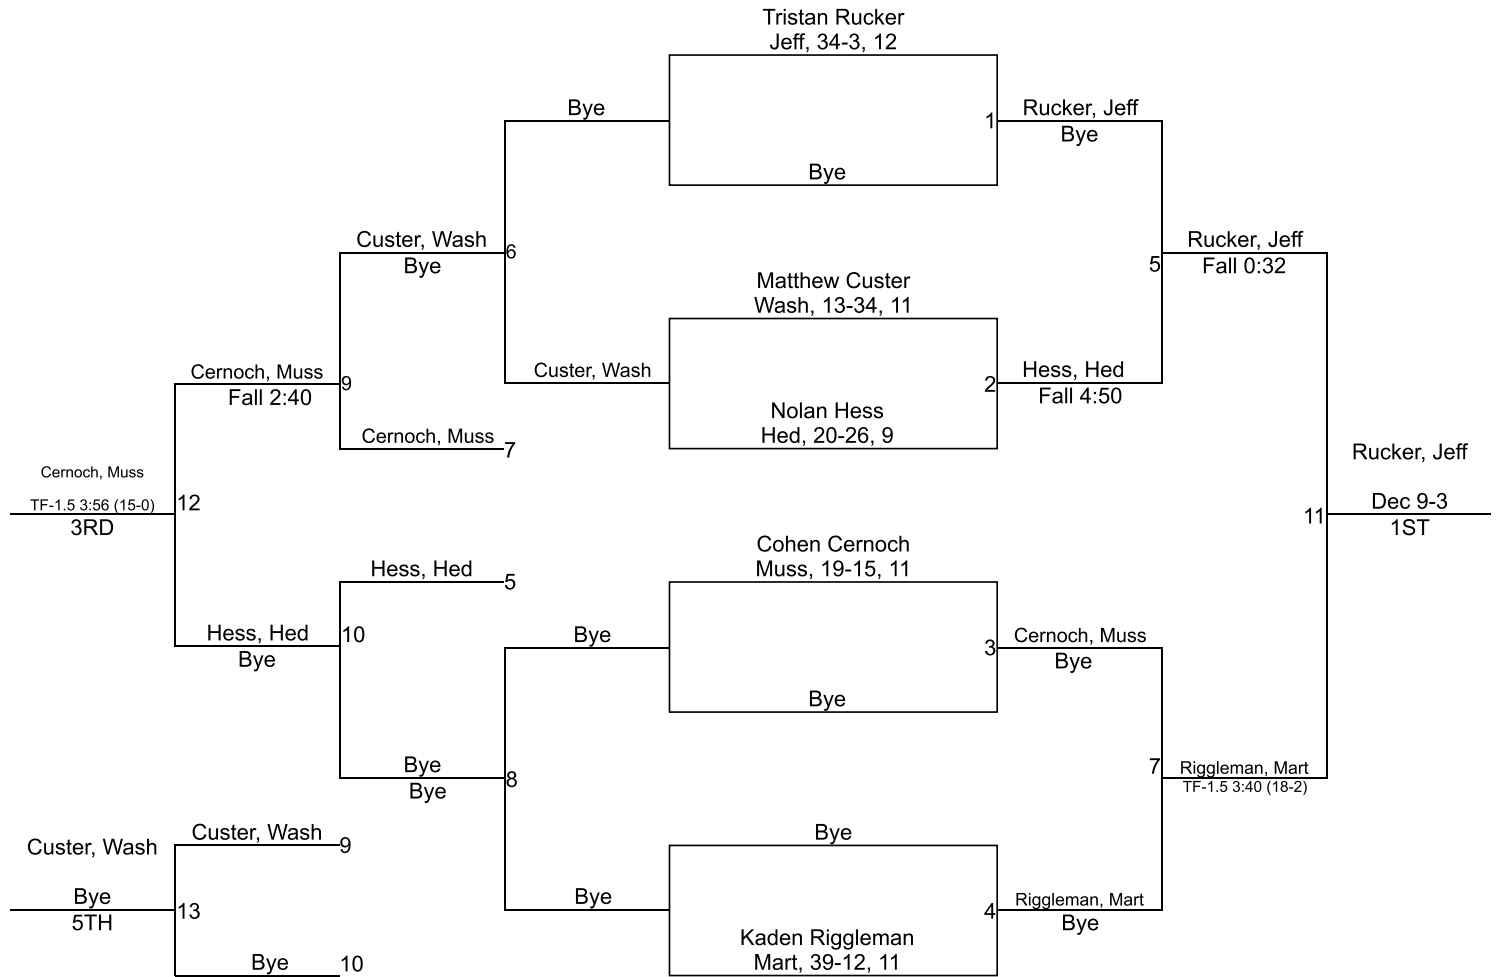 Tristan Rucker
Jeff, 34-3, 12
Bye
1
Rucker, Jeff
Bye
Bye
Custer, Wash
6
Bye
Rucker, Jeff
5
Fall 0:32
Matthew Custer
Wash, 13-34, 11
Cernoch, Muss
9
Fall 2:40
Custer, Wash
2
Hess, Hed
Fall 4:50
Nolan Hess
Hed, 20-26, 9
Cernoch, Muss
7
Cernoch, Muss
TF-1.5 3:56 (15-0)
12
3RD
Rucker, Jeff
Dec 9-3
11
1ST
Cohen Cernoch
Muss, 19-15, 11
Hess, Hed
5
Hess, Hed
10
Bye
Bye
3
Cernoch, Muss
Bye
Bye
Bye
8
Bye
7
Riggleman, Mart
TF-1.5 3:40 (18-2)
Custer, Wash
Custer, Wash
9
Bye
Bye
13
5TH
Bye
4
Riggleman, Mart
Bye
Kaden Riggleman
Mart, 39-12, 11
Bye
10